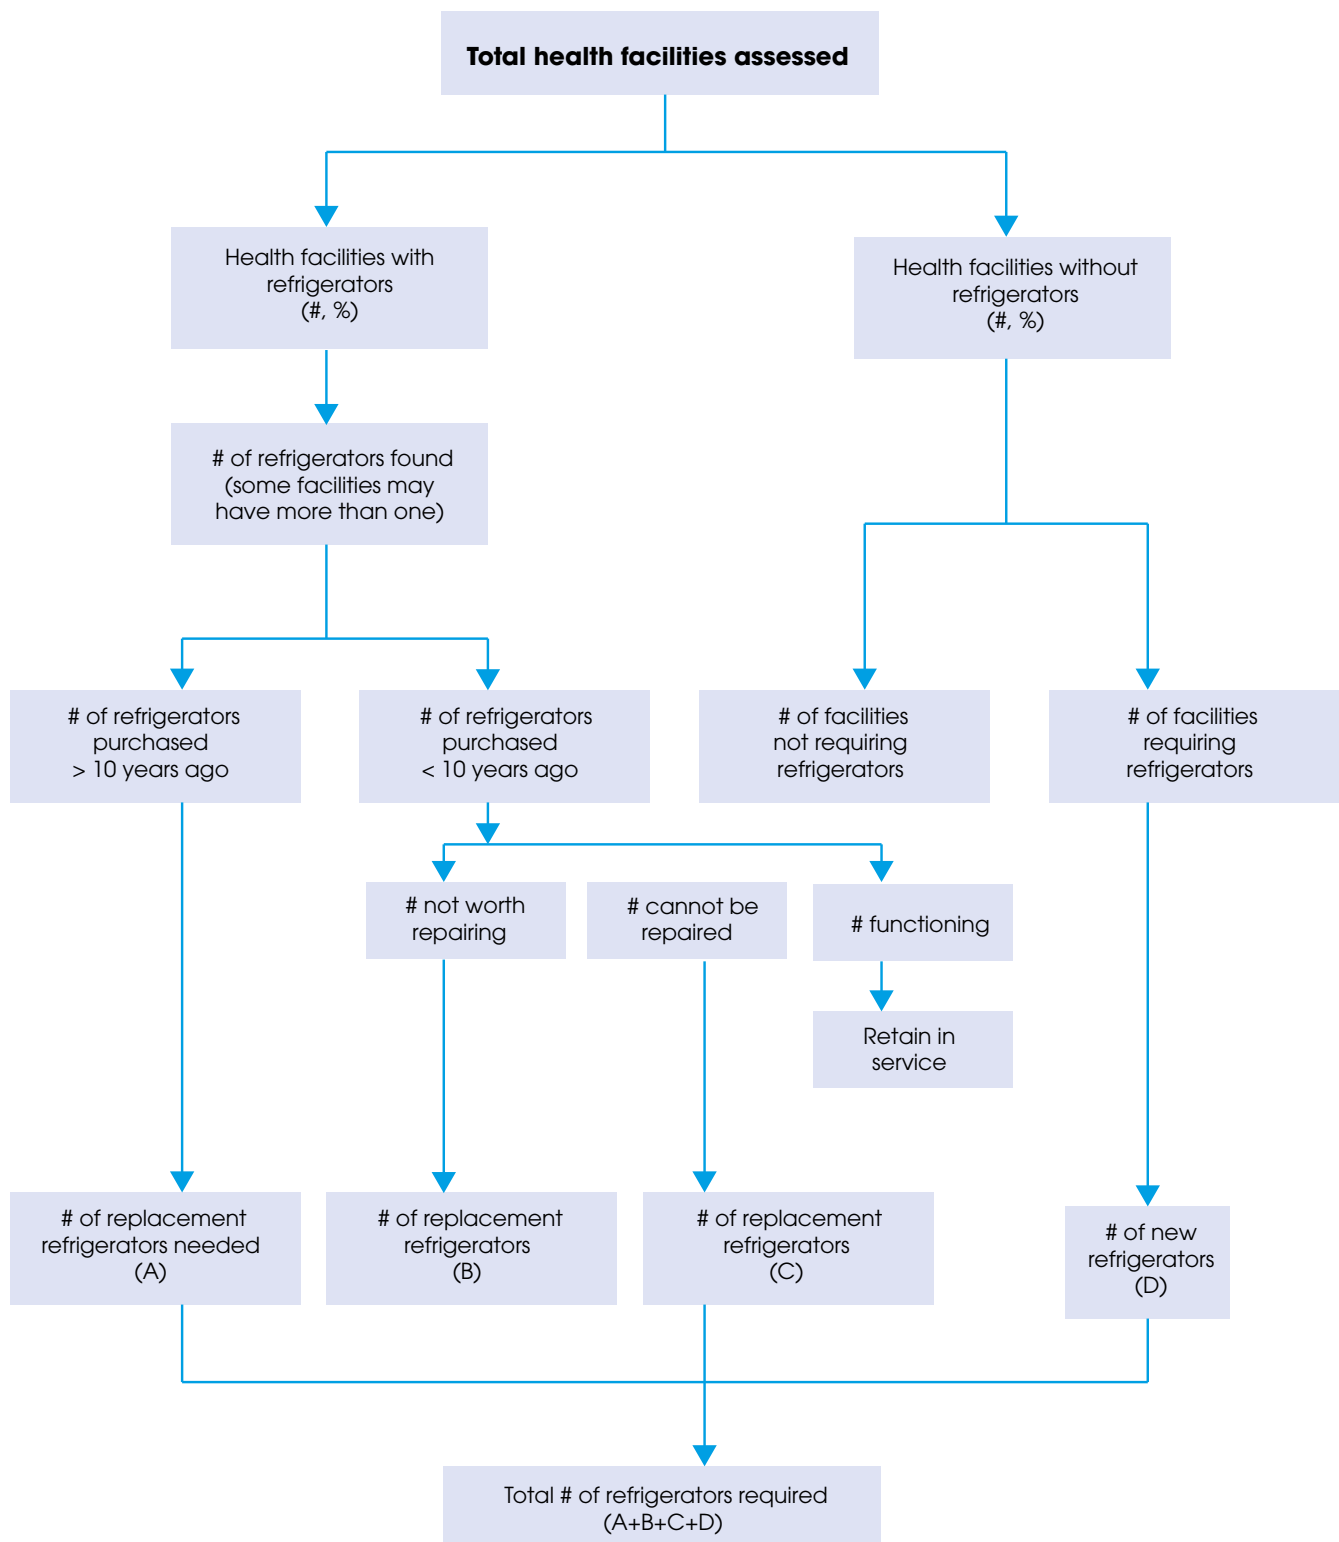 Total health facilities assessed
Health facilities with
refrigerators
(#, %)
Health facilities without
refrigerators
(#, %)
# of refrigerators found
(some facilities may
have more than one)
# of refrigerators
purchased
> 10 years ago
# of refrigerators
purchased
< 10 years ago
# of facilities
not requiring
refrigerators
# of facilities
requiring
refrigerators
# not worth
repairing
# cannot be
repaired
# functioning
Retain in
service
# of replacement
refrigerators needed
(A)
# of replacement
refrigerators
(B)
# of replacement
refrigerators
(C)
# of new
refrigerators
(D)
Total # of refrigerators required
(A+B+C+D)